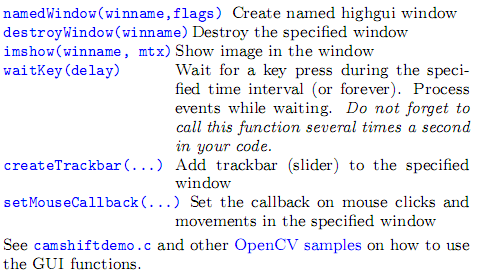 namedWindow(winname,flags) Create named highgui window
destroyWindow(winname) Destroy the specified window
imshow(winname, mtx) Show image in the window
waitKey(delay) Wait for a key press during the speci-
fied time interval (or forever). Process
events while waiting. Do not forget to
call this function several times a second
in your code.
createTrackbar(...) Add trackbar (slider) to the specified
window
setMouseCallback(...) Set the callback on mouse clicks and
movements in the specified window
See camshiftdemo.c and other OpenCV samples on how to use
the GUI functions.